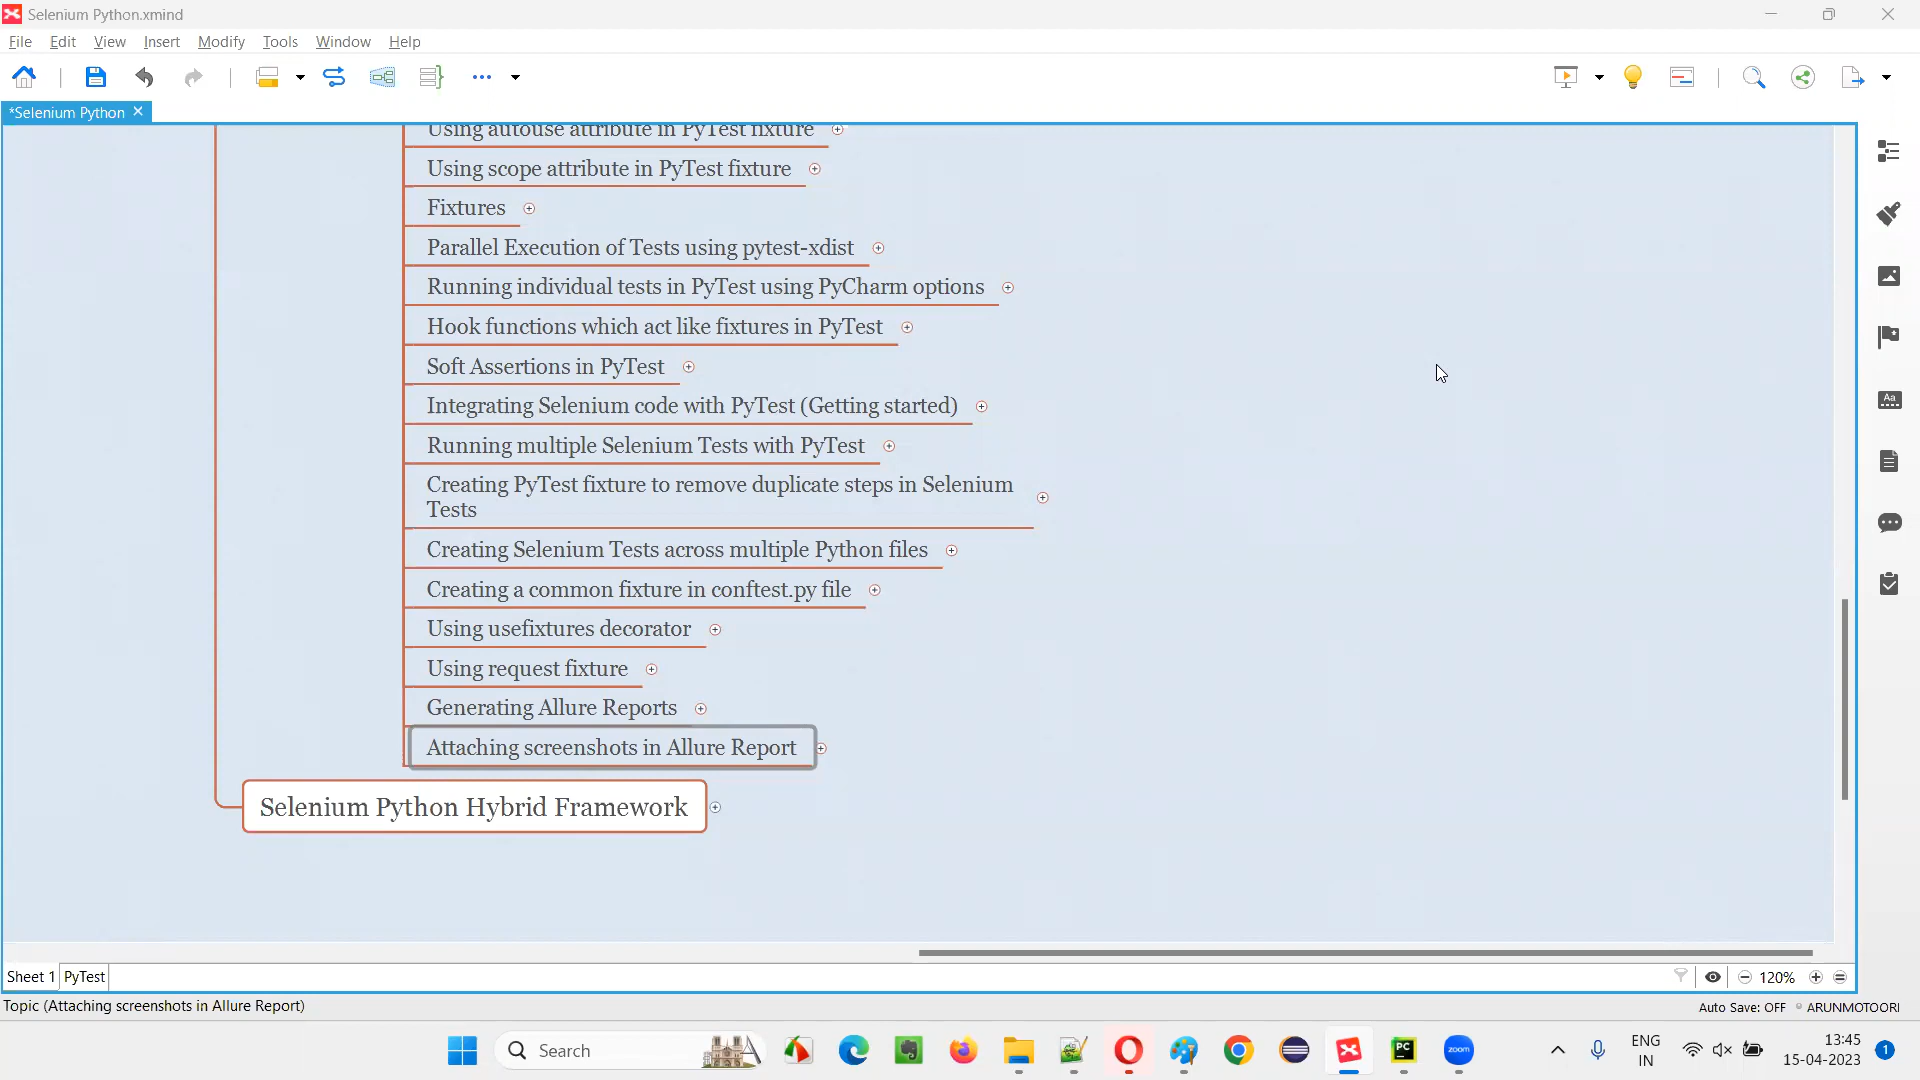 Selenium Python.xmind
File Edit View Insert Modify Tools Window Help
*Selenium Python
Using autouse attribute in PyTest fixture
Using scope attribute in PyTest fixture
Fixtures
Parallel Execution of Tests using pytest-xdist
Running individual tests in PyTest using PyCharm options
Hook functions which act like fixtures in PyTest
Soft Assertions in PyTest
Integrating Selenium code with PyTest (Getting started)
Running multiple Selenium Tests with PyTest
Creating PyTest fixture to remove duplicate steps in Selenium
Tests
Creating Selenium Tests across multiple Python files
Creating a common fixture in conftest.py file
Using usefixtures decorator
Using request fixture
Generating Allure Reports
Attaching screenshots in Allure Report
Selenium Python Hybrid Framework
Aa
Sheet 1 PyTest
120%
Topic (Attaching screenshots in Allure Report)
Auto Save: OFF ARUNMOTOORI
Search
PC
zoom
ENG
IN
13:45
15-04-2023
1